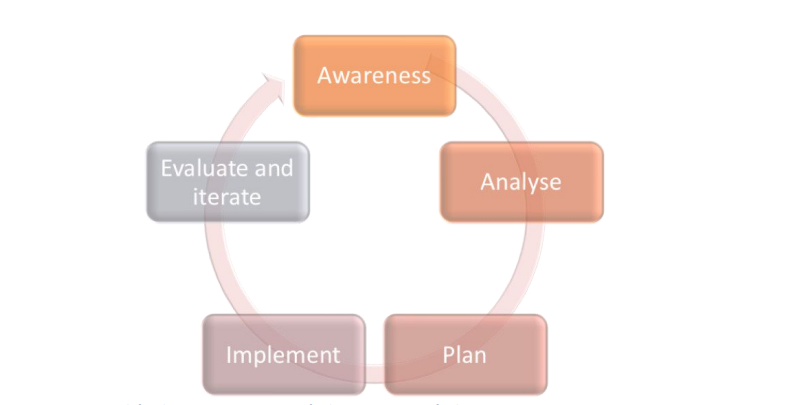 Awareness
Analyse
Plan
Implement
Evaluate and
iterate